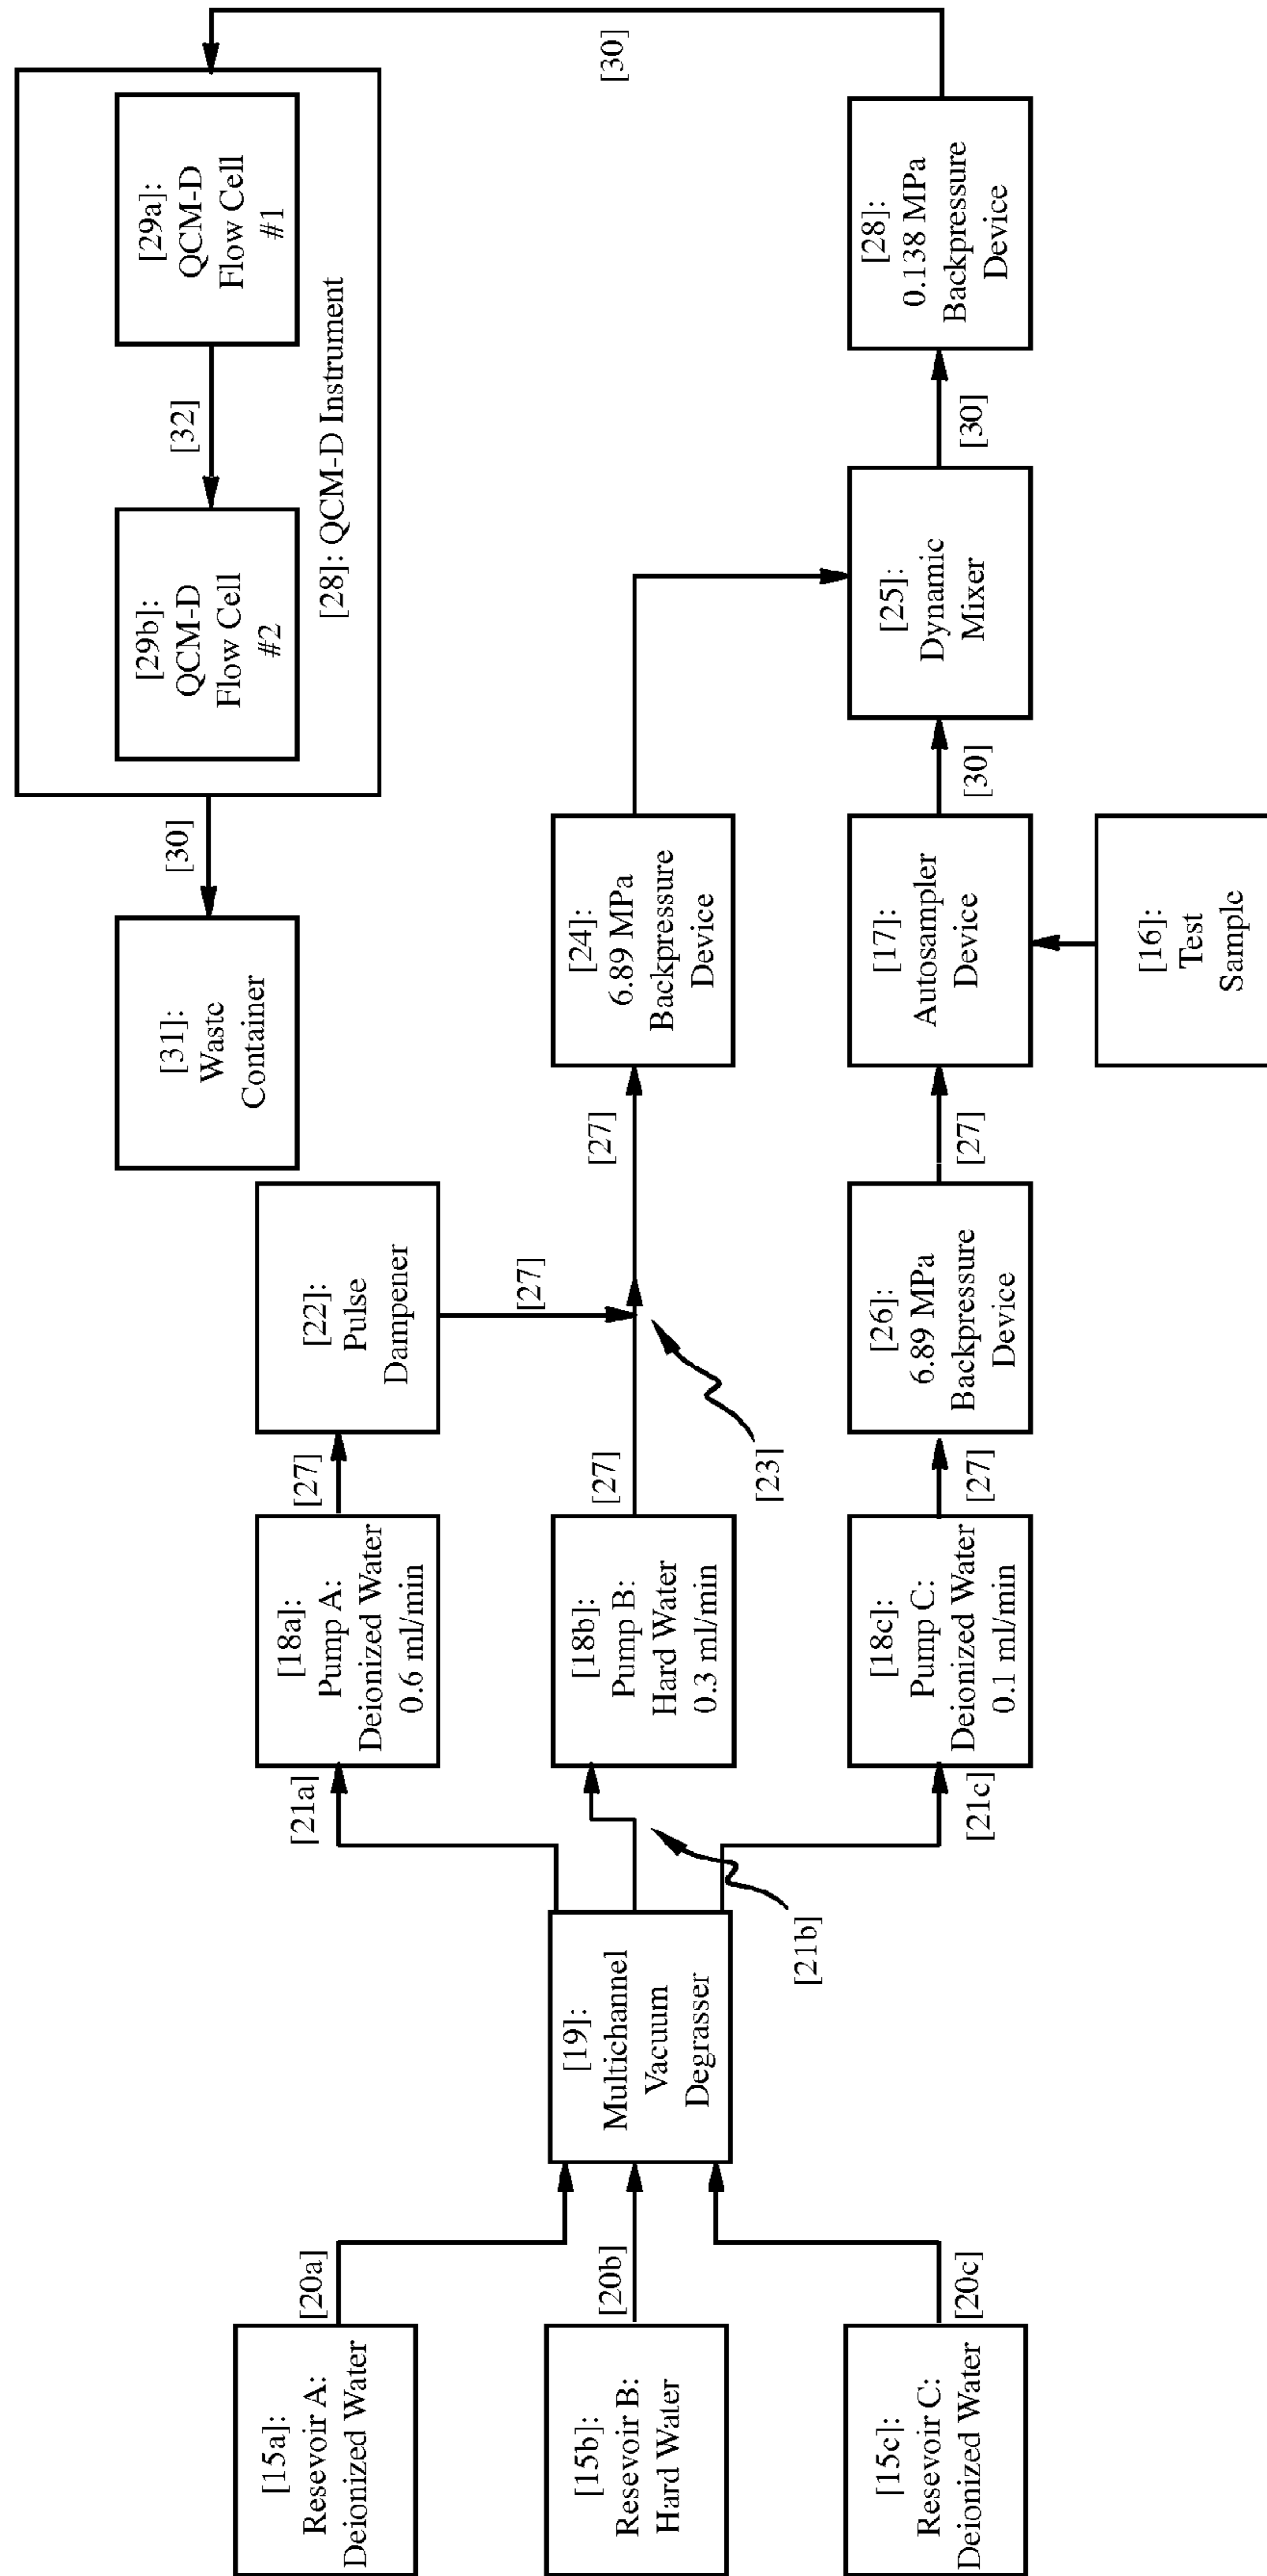 [15a]:
Resevoir A:
Deionized Water
[15b]:
Resevoir B:
Hard Water
[15c]:
Resevoir C:
Deionized Water
[20a]
[20b]
[20c]
[19]:
Multichannel
Vacuum
Degrasser
[21a]
[21b]
[21c]
[18a]:
Pump A:
Deionized Water
0.6 ml/min
[18b]:
Pump B:
Hard Water
0.3 ml/min
[18c]:
Pump C:
Deionized Water
0.1 ml/min
[27]
[27]
[27]
[23]
[22]:
Pulse
Dampener
[27]
[26]:
6.89 MPa
Backpressure
Device
[27]
[27]
[31]:
Waste
Container
[24]:
6.89 MPa
Backpressure
Device
[17]:
Autosampler
Device
[16]:
Test
Sample
[30]
[30]
[25]:
Dynamic
Mixer
[30]
[28]:
0.138 MPa
Backpressure
Device
[30]
[29b]:
QCM-D
Flow Cell
#2
[32]
[29a]:
QCM-D
Flow Cell
#1
[28]: QCM-D Instrument